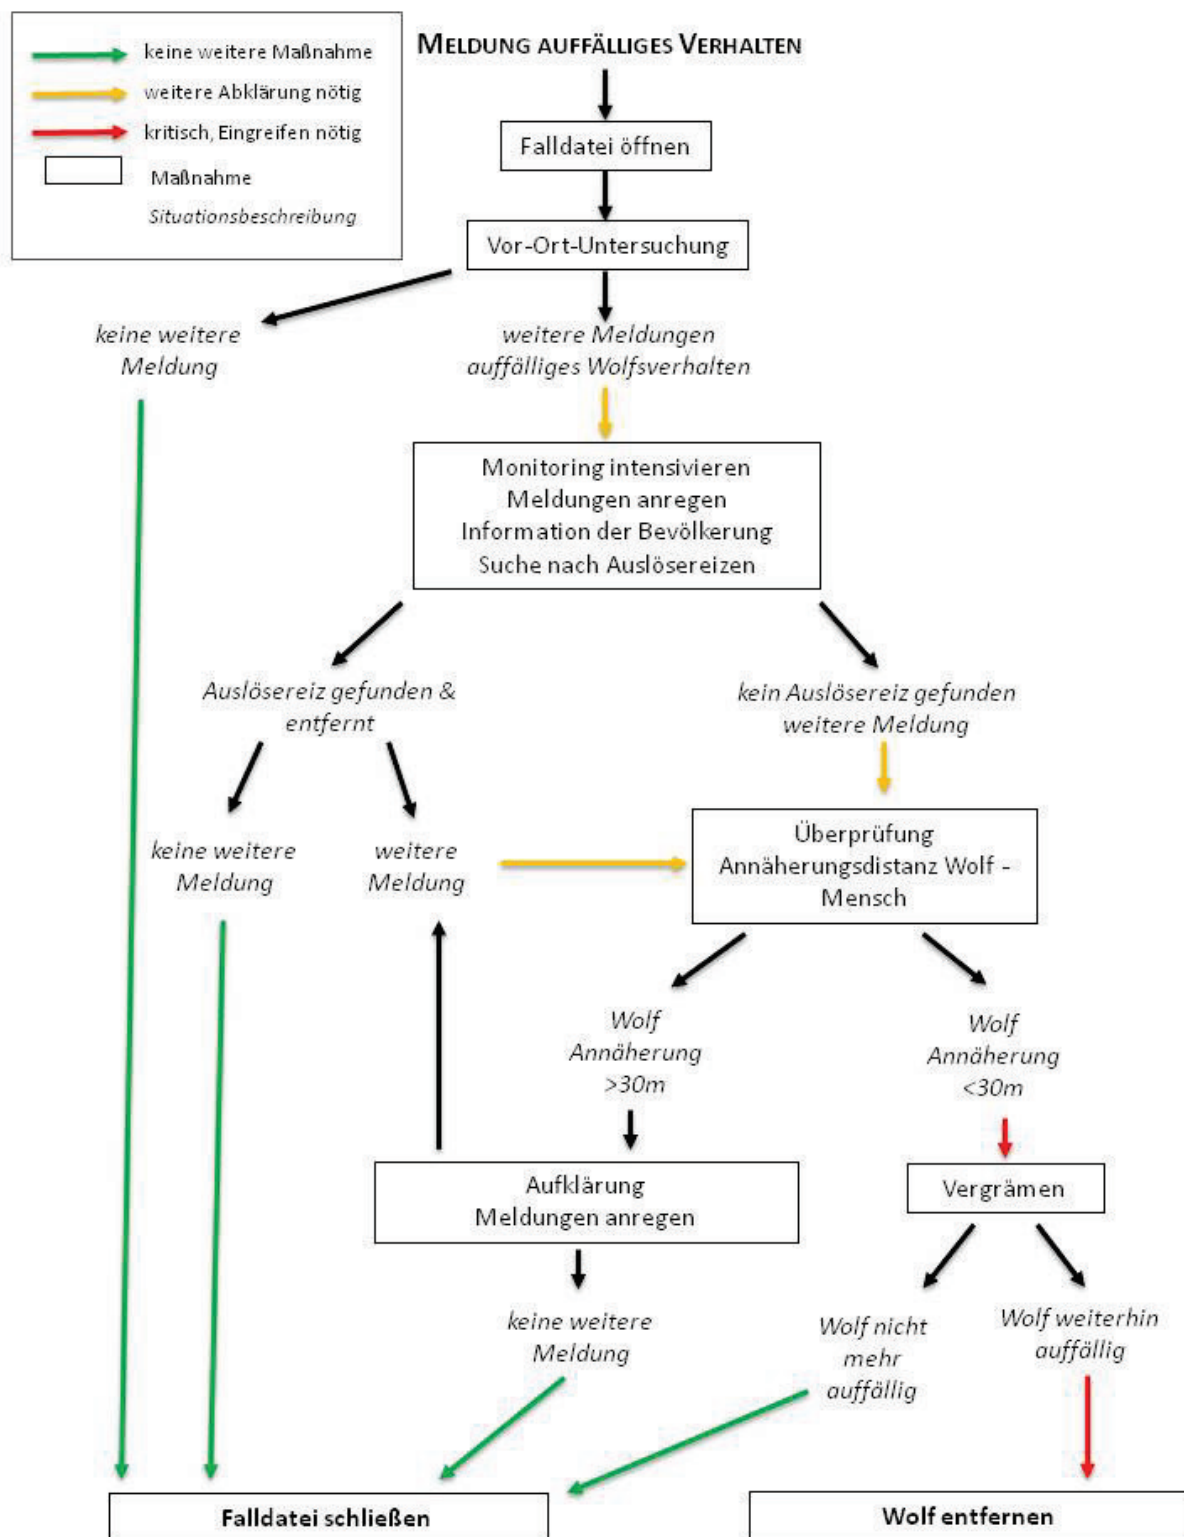 keine weitere Maßnahme
weitere Abklärung nötig
kritisch, Eingreifen nötig
Maßnahme
Situationsbeschreibung
MELDUNG AUFFÄLLIGES VERHALTEN
Falldatei öffnen
Vor-Ort-Untersuchung
keine weitere
Meldung
weitere Meldungen
auffälliges Wolfsverhalten
Monitoring intensivieren
Meldungen anregen
Information der Bevölkerung
Suche nach Auslösereizen
Auslösereiz gefunden &
entfernt
kein Auslösereiz gefunden
weitere Meldung
keine weitere
Meldung
weitere
Meldung
Überprüfung
Annäherungsdistanz Wolf -
Mensch
Wolf
Annäherung
>30m
Wolf
Annäherung
<30m
Aufklärung
Meldungen anregen
Vergrämen
keine weitere
Meldung
Wolf nicht
mehr
auffällig
Wolf weiterhin
auffällig
Falldatei schließen
Wolf entfernen